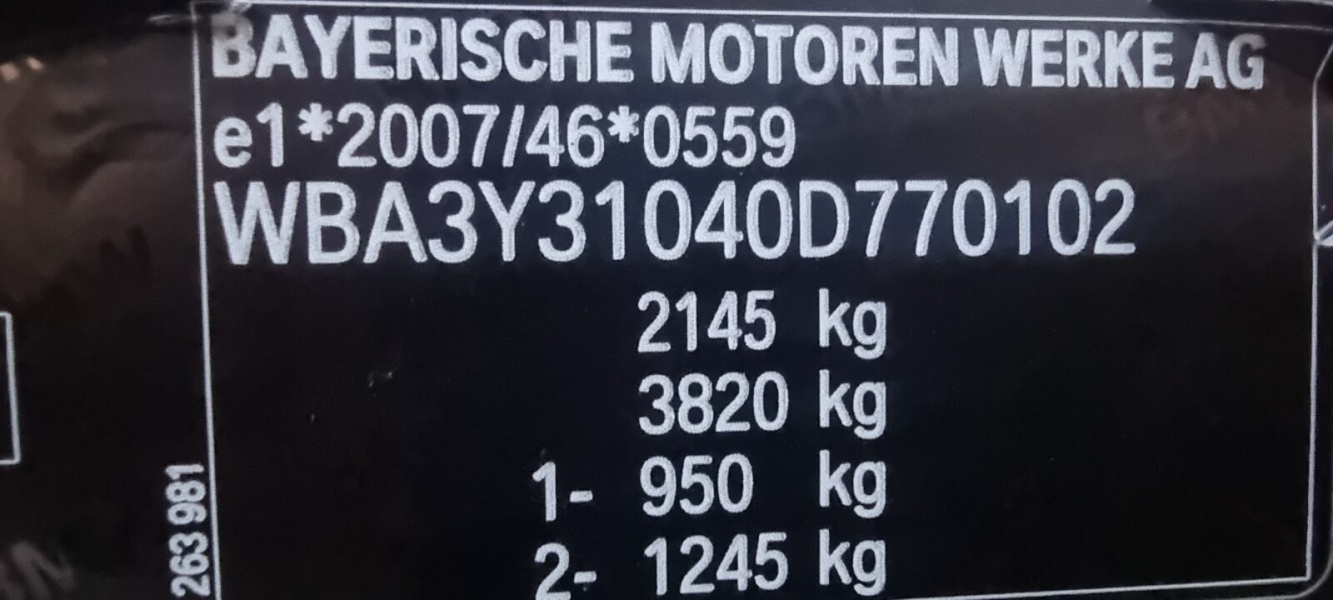 BAYERISCHE MOTOREN WERKE AG
e1*2007/46*0559
WBA3Y31040D770102
2145 kg
3820 kg
1- 950 kg
2- 1245 kg
263 981